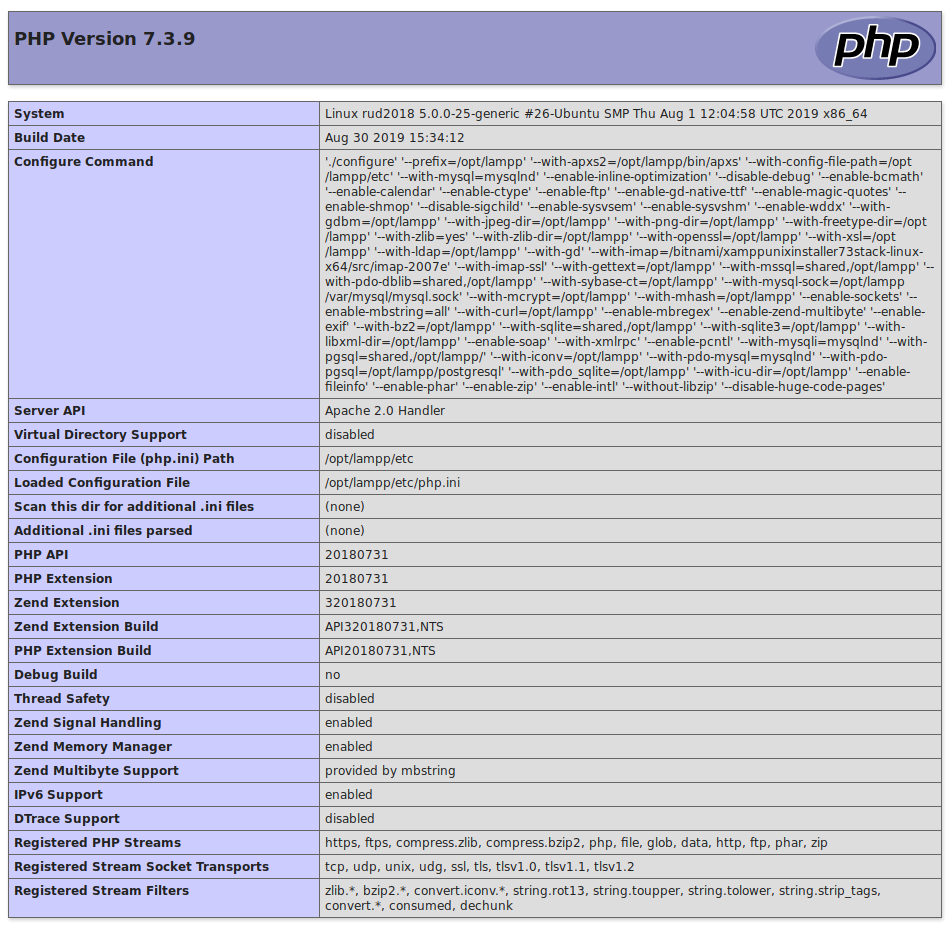 PHP Version 7.3.9
php
System Linux rud2018 5.0.0-25-generic #26-Ubuntu SMP Thu Aug 1 12:04:58 UTC 2019 x86_64
Build Date Aug 30 2019 15:34:12
Configure Command './configure' '--prefix=/opt/lampp' '--with-apxs2=/opt/lampp/bin/apxs' '--with-config-file-path=/opt
/lampp/etc' '--with-mysql=mysqlnd' '--enable-inline-optimization' '--disable-debug' '--enable-bcmath'
'--enable-calendar' '--enable-ctype' '--enable-ftp' '--enable-gd-native-ttf' '--enable-magic-quotes' '--
enable-shmop' '--disable-sigchild' '--enable-sysvsem' '--enable-sysvshm' '--enable-wddx' '--with-
gdbm=/opt/lampp' '--with-jpeg-dir=/opt/lampp' '--with-png-dir=/opt/lampp' '--with-freetype-dir=/opt
/lampp' '--with-zlib=yes' '--with-zlib-dir=/opt/lampp' '--with-openssl=/opt/lampp' '--with-xsl=/opt
/lampp' '--with-ldap=/opt/lampp' '--with-gd' '--with-imap=/bitnami/xamppunixinstaller73stack-linux-
x64/src/imap-2007e' '--with-imap-ssl' '--with-gettext=/opt/lampp' '--with-mssql=shared,/opt/lampp' '--
with-pdo-dblib=shared,/opt/lampp' '--with-sybase-ct=/opt/lampp' '--with-mysql-sock=/opt/lampp
/var/mysql/mysql.sock' '--with-mcrypt=/opt/lampp' '--with-mhash=/opt/lampp' '--enable-sockets' '--
enable-mbstring=all' '--with-curl=/opt/lampp' '--enable-mbregex' '--enable-zend-multibyte' '--enable-
exif' '--with-bz2=/opt/lampp' '--with-sqlite=shared,/opt/lampp' '--with-sqlite3=/opt/lampp' '--with-
libxml-dir=/opt/lampp' '--enable-soap' '--with-xmlrpc' '--enable-pcntl' '--with-mysqli=mysqlnd' '--with-
pgsql=shared,/opt/lampp/' '--with-iconv=/opt/lampp' '--with-pdo-mysql=mysqlnd' '--with-pdo-
pgsql=/opt/lampp/postgresql' '--with-pdo_sqlite=/opt/lampp' '--with-icu-dir=/opt/lampp' '--enable-
fileinfo' '--enable-phar' '--enable-zip' '--enable-intl' '--without-libzip' '--disable-huge-code-pages'
Server API Apache 2.0 Handler
Virtual Directory Support disabled
Configuration File (php.ini) Path /opt/lampp/etc
Loaded Configuration File /opt/lampp/etc/php.ini
Scan this dir for additional .ini files (none)
Additional .ini files parsed (none)
PHP API 20180731
PHP Extension 20180731
Zend Extension 320180731
Zend Extension Build API320180731,NTS
PHP Extension Build API20180731,NTS
Debug Build no
Thread Safety disabled
Zend Signal Handling enabled
Zend Memory Manager enabled
Zend Multibyte Support provided by mbstring
IPv6 Support enabled
DTrace Support disabled
Registered PHP Streams https, ftps, compress.zlib, compress.bzip2, php, file, glob, data, http, ftp, phar, zip
Registered Stream Socket Transports tcp, udp, unix, udg, ssl, tls, tlsv1.0, tlsv1.1, tlsv1.2
Registered Stream Filters zlib.*, bzip2.*, convert.iconv.*, string.rot13, string.toupper, string.tolower, string.strip_tags,
convert.*, consumed, dechunk